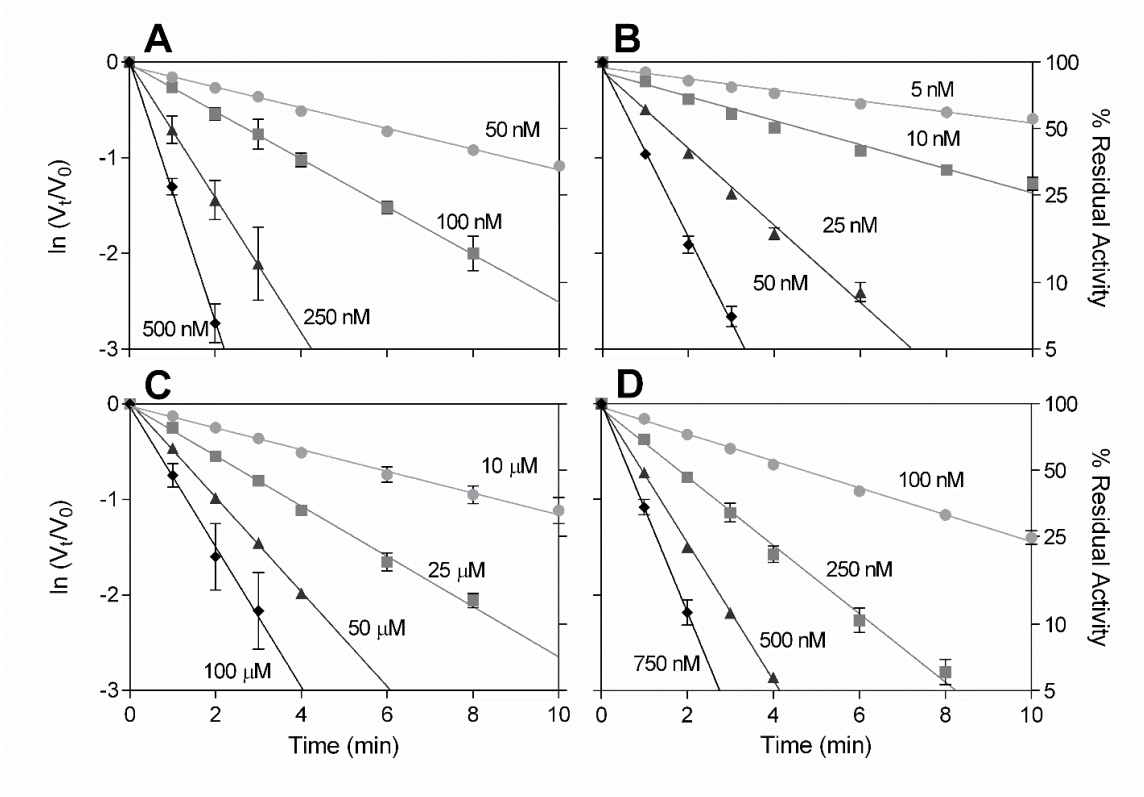 A
B
0
-1
-2
-3
ln (Vt/V0)
50 nM
100 nM
250 nM
500 nM
5 nM
10 nM
25 nM
50 nM
100
50
25
10
5
% Residual Activity
C
D
0
-1
-2
-3
ln (Vt/V0)
10 µM
25 µM
50 µM
100 µM
100 nM
250 nM
500 nM
750 nM
100
50
25
10
5
% Residual Activity
0 2 4 6 8 10
0 2 4 6 8 10
Time (min)
Time (min)